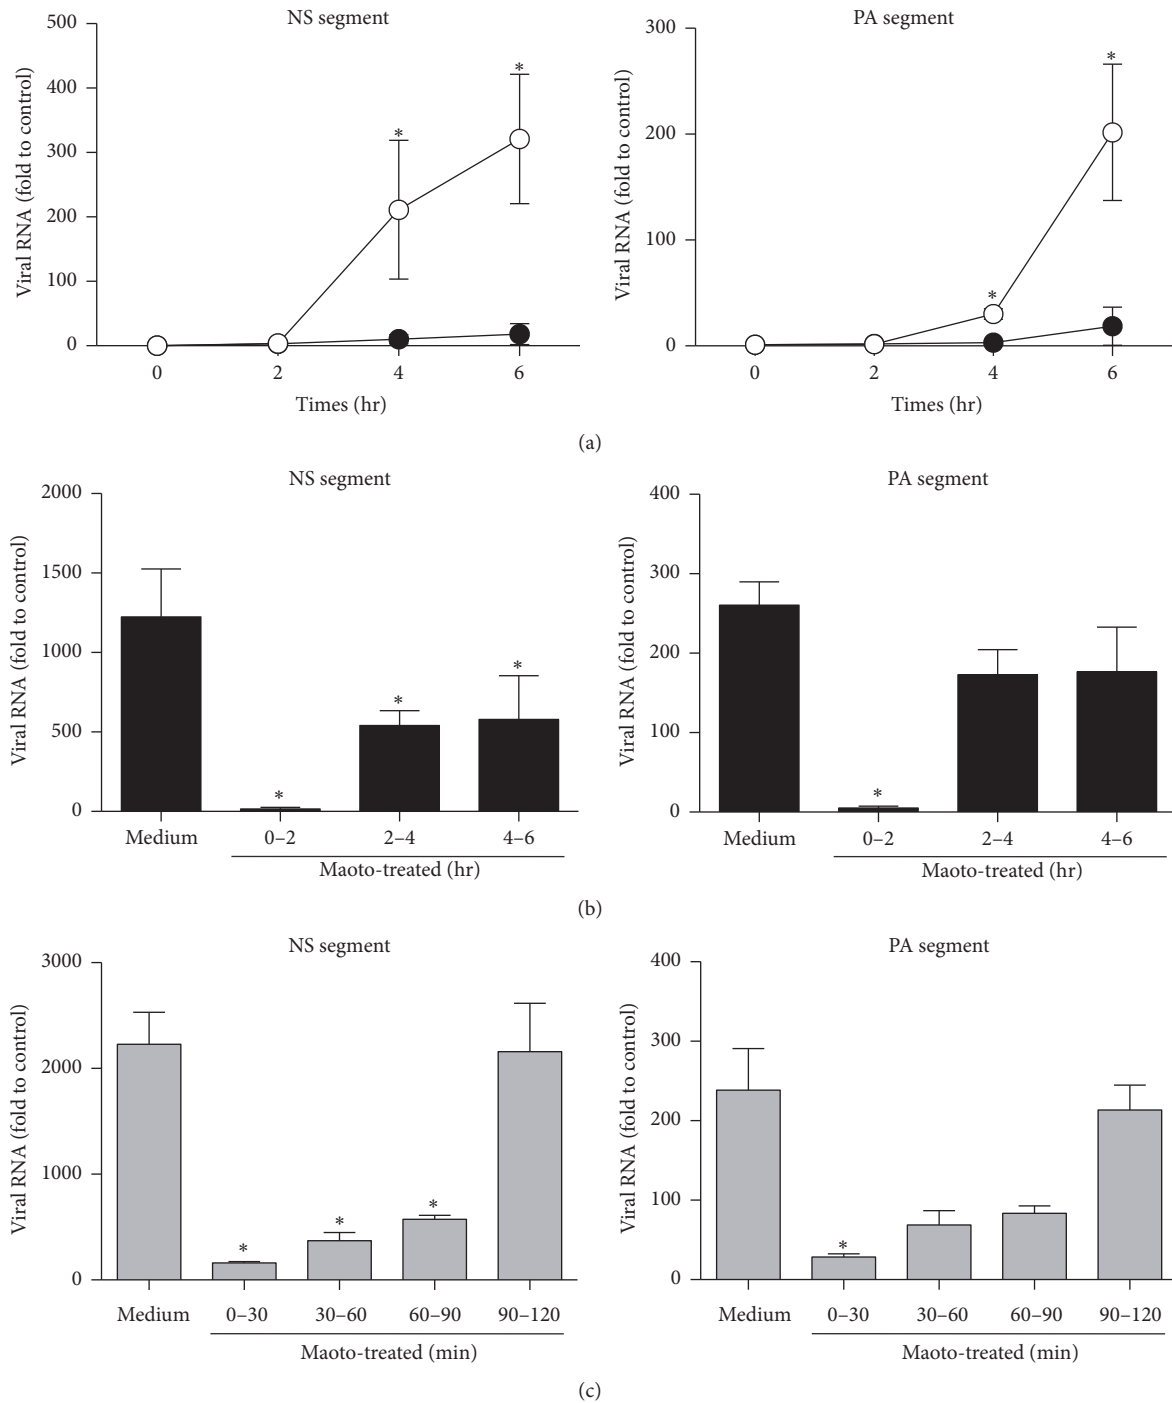 NS segment
500
400
300
200
100
0
Viral RNA (fold to control)
* *
0 2 4 6
Times (hr)
PA segment
300
200
100
0
Viral RNA (fold to control)
* *
0 2 4 6
Times (hr)
(a)
NS segment
2000
1500
1000
500
0
Viral RNA (fold to control)
* * *
Medium 0–2 2–4 4–6
Maoto-treated (hr)
PA segment
400
300
200
100
0
Viral RNA (fold to control)
*
Medium 0–2 2–4 4–6
Maoto-treated (hr)
(b)
NS segment
3000
2000
1000
0
Viral RNA (fold to control)
* * *
Medium 0–30 30–60 60–90 90–120
Maoto-treated (min)
PA segment
400
300
200
100
0
Viral RNA (fold to control)
*
Medium 0–30 30–60 60–90 90–120
Maoto-treated (min)
(c)